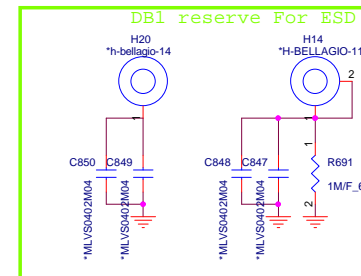 DB1 reserve For ESD
H20
*h-bellagio-14
H14
*H-BELLAGIO-11
2
1
1
1
C850
C849
C848
C847
R691
1M/F_6
2
*MLVS0402M04
*MLVS0402M04
*MLVS0402M04
*MLVS0402M04